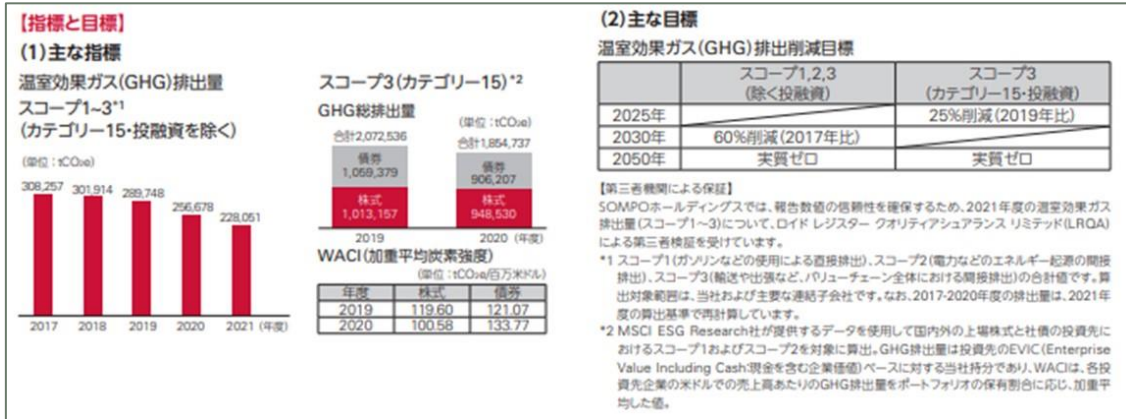 【指標と目標】
(1)主な指標
温室効果ガス(GHG)排出量
スコープ1~3*1
(カテゴリー15・投融資を除く)
(単位:tCO2e)
308,257
301,914
289,748
256,678
228,051
2017
2018
2019
2020
2021(年度)
スコープ3(カテゴリー15)*2
GHG総排出量
(単位:tCO2e)
合計2,072,536
合計1,854,737
債券
1,059,379
債券
906,207
株式
1,013,157
株式
948,530
2019
2020(年度)
WACI(加重平均炭素強度)
(単位:tCO2e/百万米ドル)
年度 株式 債券
2019 119.60 121.07
2020 100.58 133.77
(2)主な目標
温室効果ガス(GHG)排出削減目標
スコープ1,2,3
(除く投融資)
スコープ3
(カテゴリー15・投融資)
2025年 25%削減(2019年比)
2030年 60%削減(2017年比)
2050年 実質ゼロ 実質ゼロ
【第三者機関による保証】
SOMPOホールディングスでは、報告数値の信頼性を確保するため、2021年度の温室効果ガス
排出量(スコープ1~3)について、ロイド レジスター クオリティアシュアランス リミテッド(LRQA)
による第三者検証を受けています。
*1 スコープ1(ガソリンなどの使用による直接排出)、スコープ2(電力などのエネルギー起源の間接
排出)、スコープ3(輸送や出張など、バリューチェーン全体における間接排出)の合計値です。算
出対象範囲は、当社および主要な連結子会社です。なお、2017-2020年度の排出量は、2021年
度の算出基準で再計算しています。
*2 MSCI ESG Research社が提供するデータを使用して国内外の上場株式と社債の投資先に
おけるスコープ1およびスコープ2を対象に算出。GHG排出量は投資先のEVIC(Enterprise
Value Including Cash:現金を含む企業価値)ベースに対する当社持分であり、WACIは、各投
資先企業の米ドルでの売上高あたりのGHG排出量をポートフォリオの保有割合に応じ、加重平
均した値。